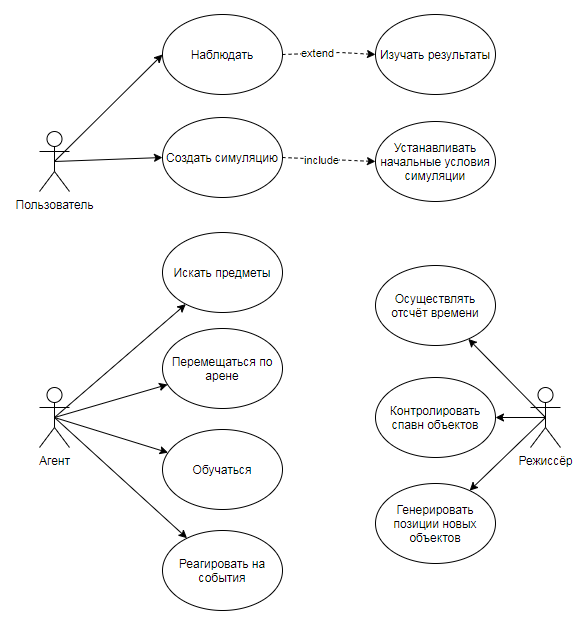 Наблюдать
extend
Изучать результаты
Создать симуляцию
include
Устанавливать
начальные условия
симуляции
Пользователь
Искать предметы
Перемещаться по
арене
Обучаться
Реагировать на
события
Агент
Осуществлять
отсчёт времени
Контролировать
спавн объектов
Генерировать
позиции новых
объектов
Режиссёр